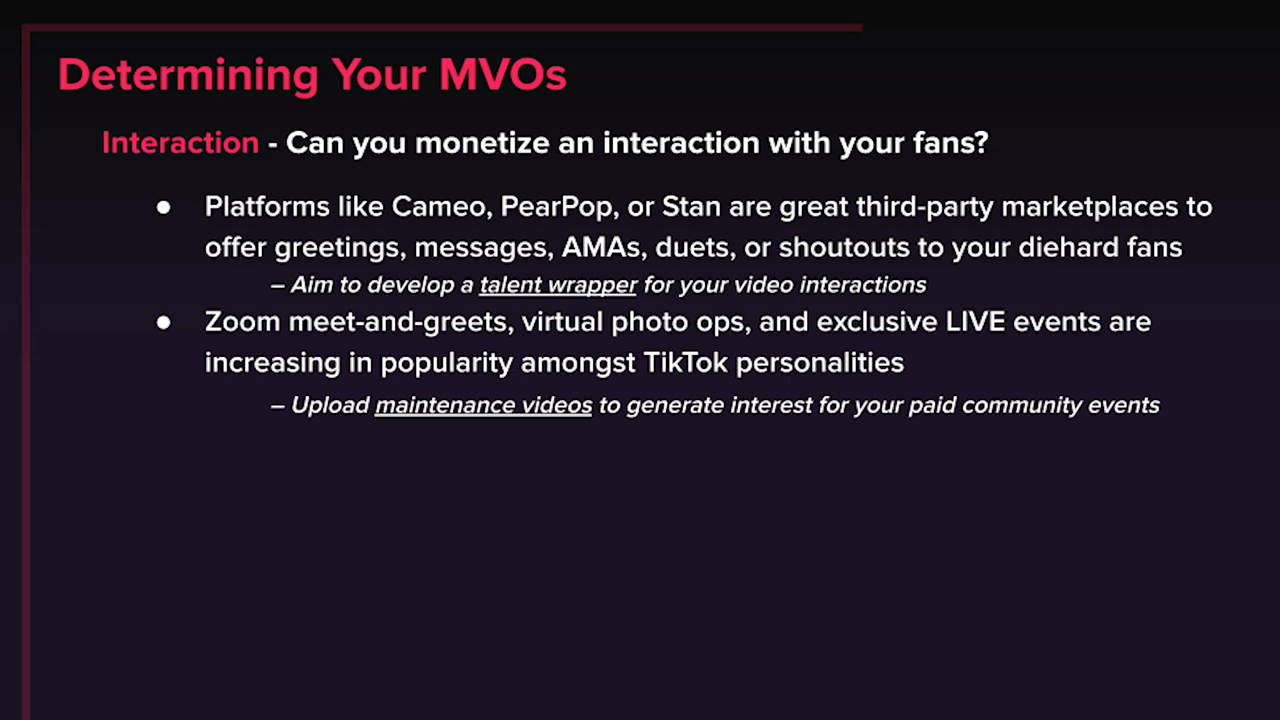 Determining Your MVOs
Interaction - Can you monetize an interaction with your fans?
● Platforms like Cameo, PearPop, or Stan are great third-party marketplaces to
offer greetings, messages, AMAs, duets, or shoutouts to your diehard fans
– Aim to develop a talent wrapper for your video interactions
● Zoom meet-and-greets, virtual photo ops, and exclusive LIVE events are
increasing in popularity amongst TikTok personalities
– Upload maintenance videos to generate interest for your paid community events